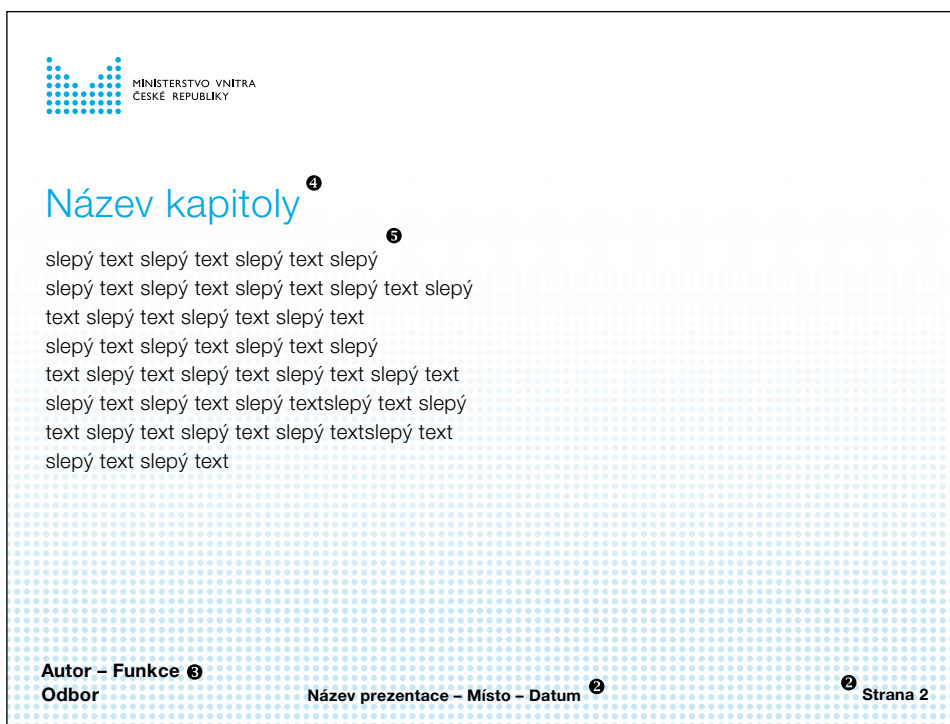 MINISTERSTVO VNITRA
ČESKÉ REPUBLIKY
Název kapitoly ❹
❺
slepý text slepý text slepý text slepý
slepý text slepý text slepý text slepý text slepý
text slepý text slepý text slepý text
slepý text slepý text slepý text slepý
text slepý text slepý text slepý text slepý text
slepý text slepý text slepý textslepý text slepý
text slepý text slepý text slepý textslepý text
slepý text slepý text
Autor – Funkce ❸
Odbor
Název prezentace – Místo – Datum ❷
❷ Strana 2